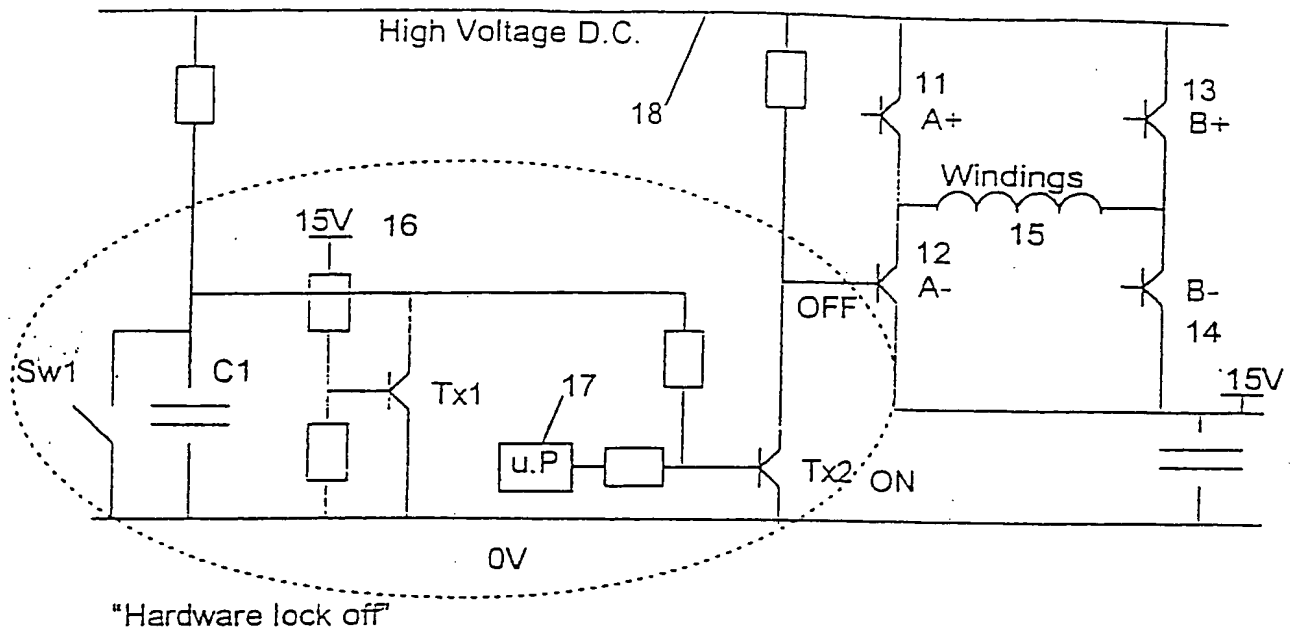 High Voltage D.C.
18
11
A+
13
B+
Windings
15
15V 16
12
A-
OFF
B-
14
Sw1
C1
Tx1
17
15V
u.P
Tx2
ON
0V
"Hardware lock off"